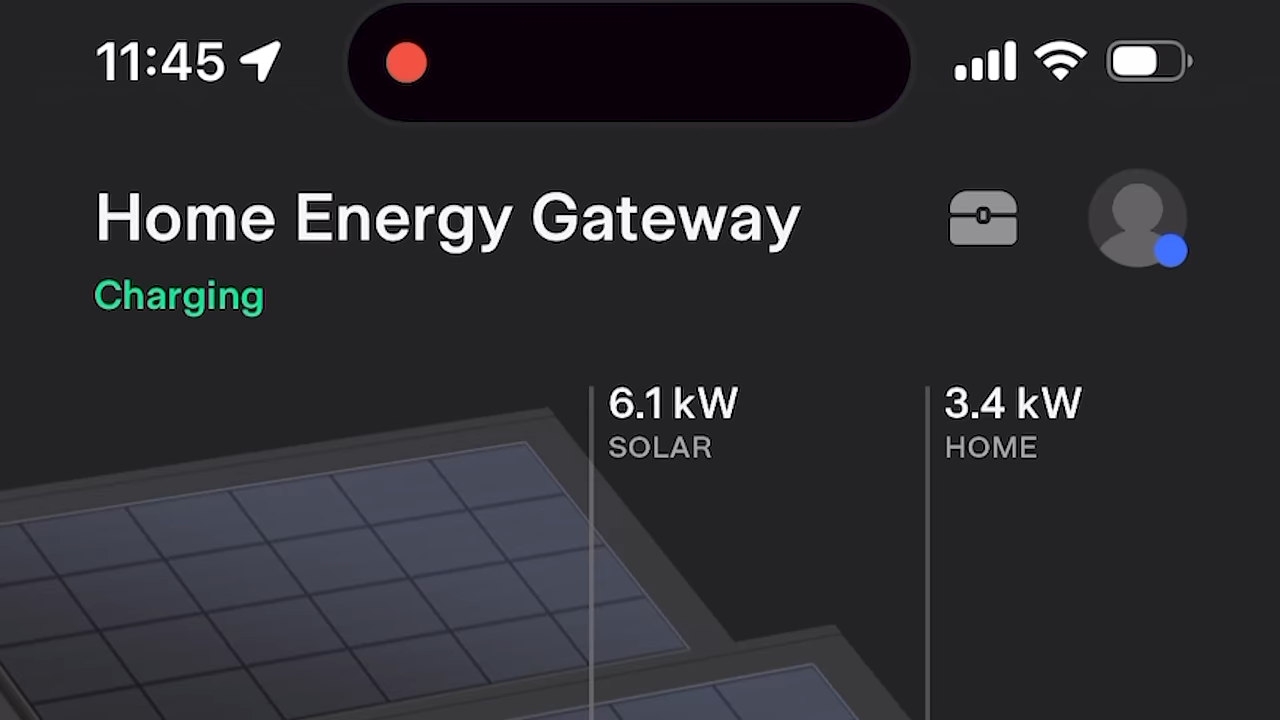 11:45
Home Energy Gateway
Charging
6.1 kW
SOLAR
3.4 kW
HOME